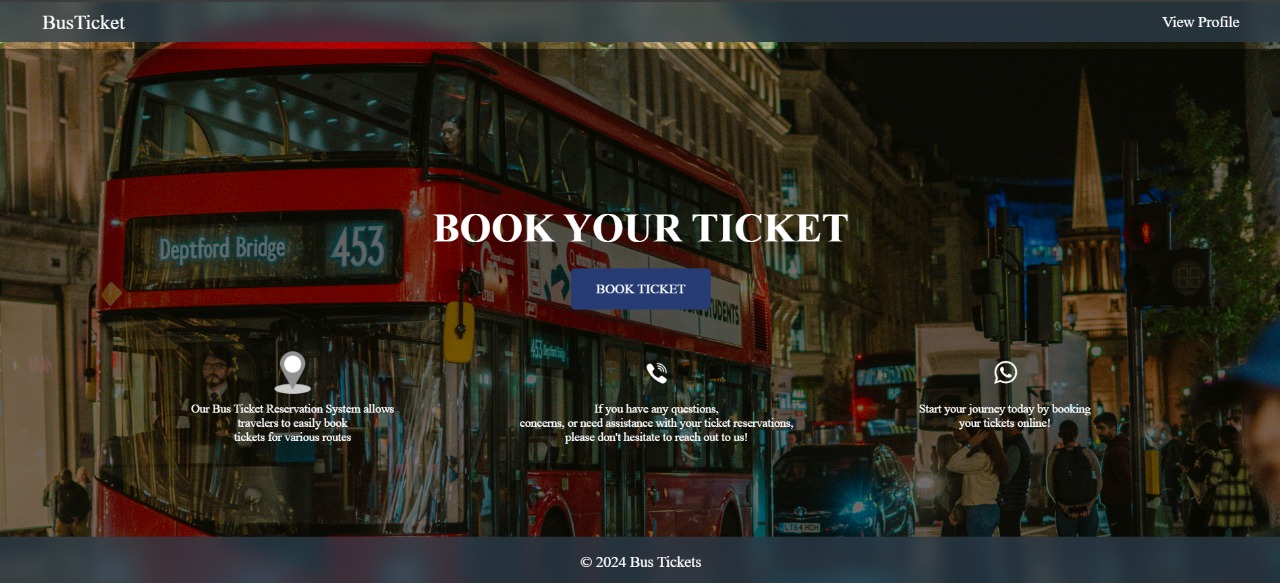 BusTicket
View Profile
BOOK YOUR TICKET
BOOK TICKET
Deptford Bridge 453
STUDENTS
453
Our Bus Ticket Reservation System allows
travelers to easily book
tickets for various routes
If you have any questions,
concerns, or need assistance with your ticket reservations,
please don't hesitate to reach out to us!
Start your journey today by booking
your tickets online!
LT64
© 2024 Bus Tickets